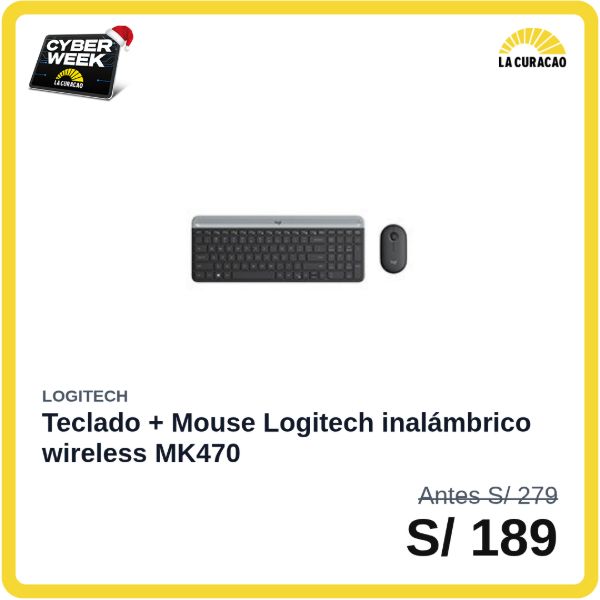 CYBER
WEEK
LA CURACAO
LA CURACAO
LOGITECH
Teclado + Mouse Logitech inalámbrico
wireless MK470
Antes S/ 279
S/ 189